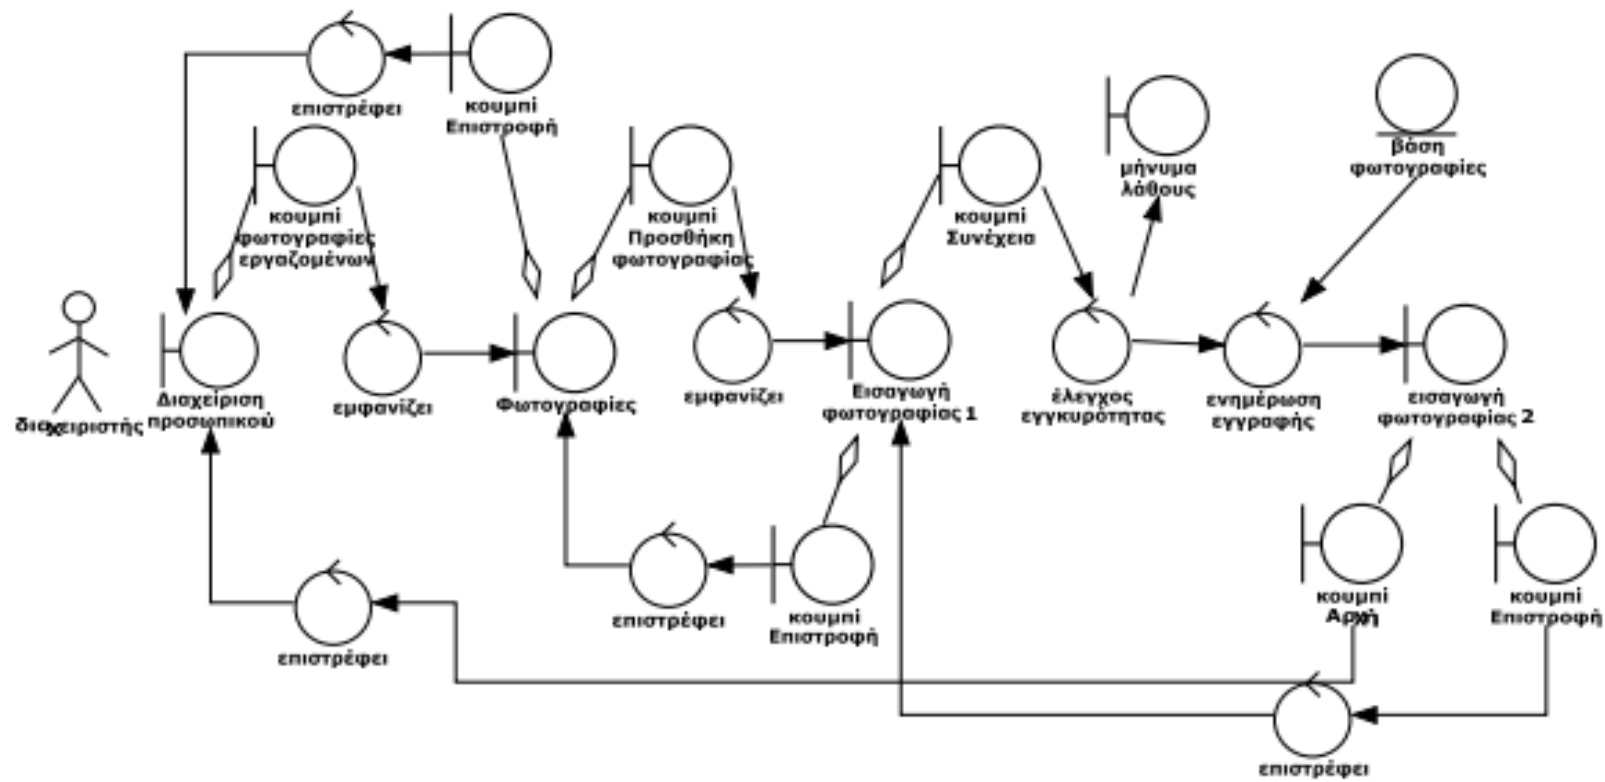 επιστρέφει
κουμπί
Επιστροφή
κουμπί
φωτογραφίες
εργαζομένων
κουμπί
Προσθήκη
φωτογραφίας
κουμπί
Συνέχεια
μήνυμα
λάθους
βάση
φωτογραφίες
διαχειριστής
Διαχείριση
προσωπικού
εμφανίζει
Φωτογραφίες
εμφανίζει
Εισαγωγή
φωτογραφίας 1
έλεγχος
εγγκυρότητας
ενημέρωση
εγγραφής
εισαγωγή
φωτογραφίας 2
επιστρέφει
επιστρέφει
κουμπί
Επιστροφή
κουμπί
Αρχή
κουμπί
Επιστροφή
επιστρέφει